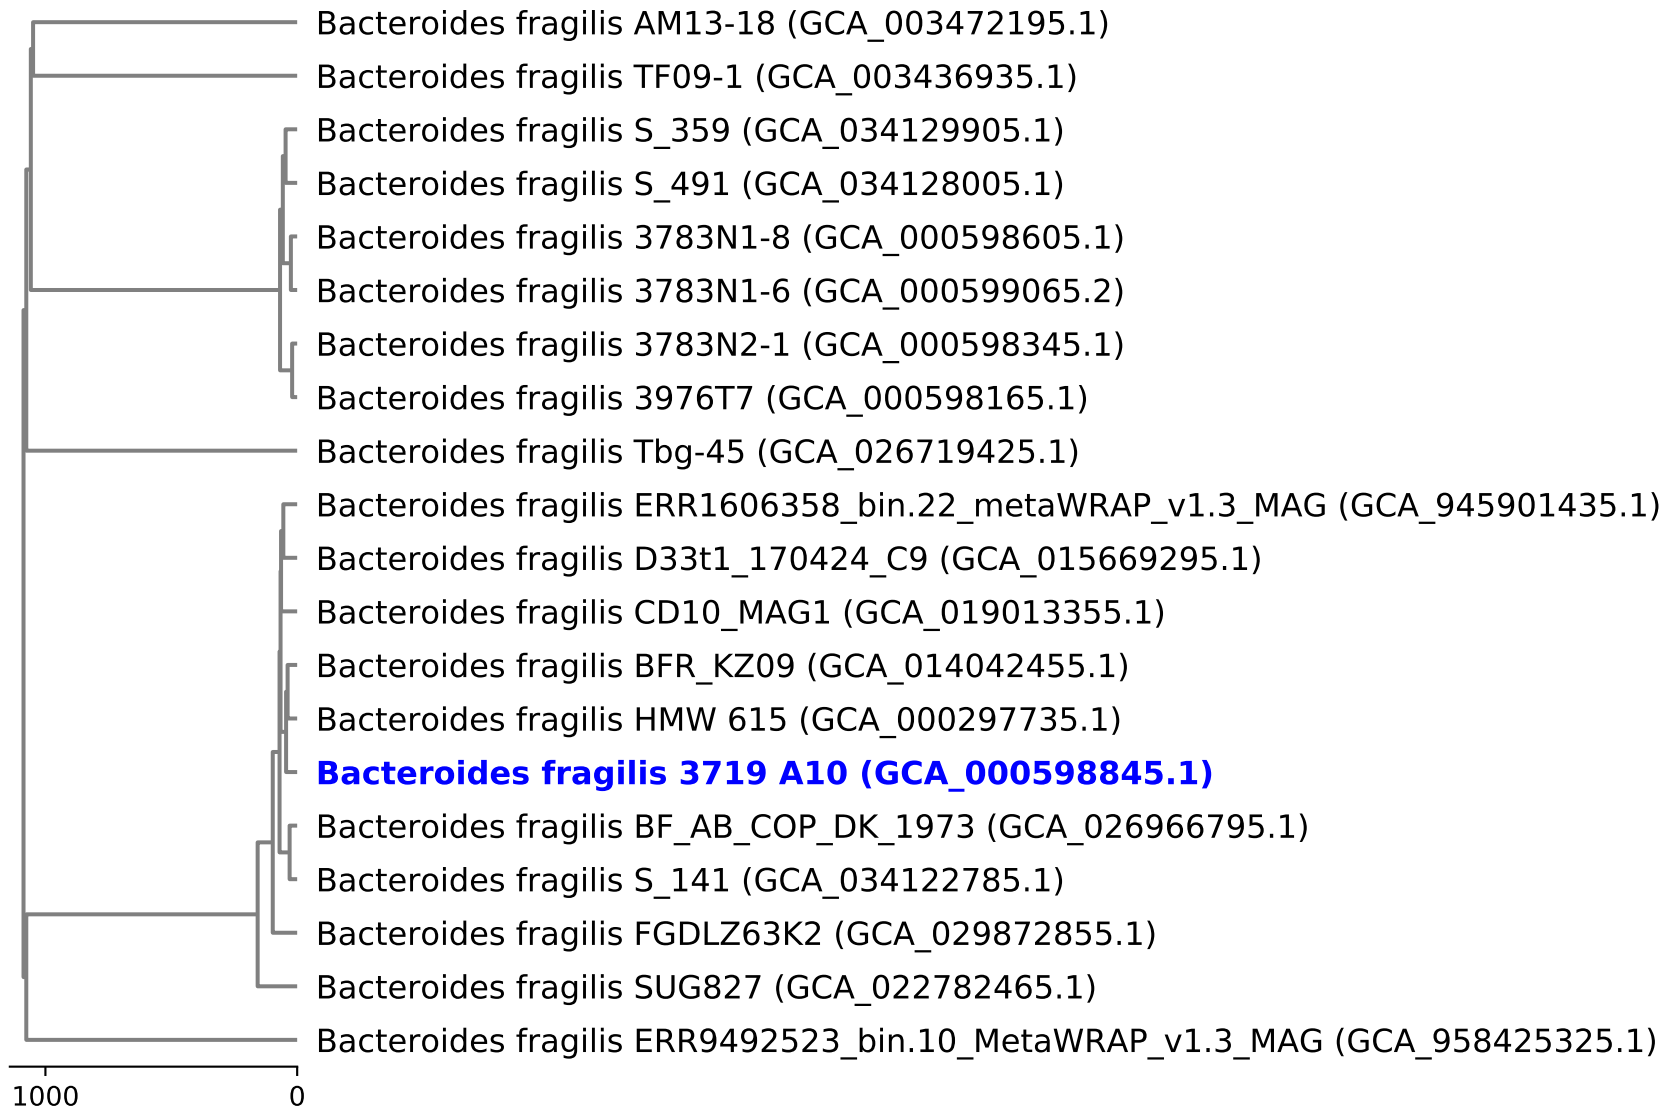 Bacteroides fragilis AM13-18 (GCA_003472195.1)
Bacteroides fragilis TF09-1 (GCA_003436935.1)
Bacteroides fragilis S_359 (GCA_034129905.1)
Bacteroides fragilis S_491 (GCA_034128005.1)
Bacteroides fragilis 3783N1-8 (GCA_000598605.1)
Bacteroides fragilis 3783N1-6 (GCA_000599065.2)
Bacteroides fragilis 3783N2-1 (GCA_000598345.1)
Bacteroides fragilis 3976T7 (GCA_000598165.1)
Bacteroides fragilis Tbg-45 (GCA_026719425.1)
Bacteroides fragilis ERR1606358_bin.22_metaWRAP_v1.3_MAG (GCA_945901435.1)
Bacteroides fragilis D33t1_170424_C9 (GCA_015669295.1)
Bacteroides fragilis CD10_MAG1 (GCA_019013355.1)
Bacteroides fragilis BFR_KZ09 (GCA_014042455.1)
Bacteroides fragilis HMW 615 (GCA_000297735.1)
Bacteroides fragilis 3719 A10 (GCA_000598845.1)
Bacteroides fragilis BF_AB_COP_DK_1973 (GCA_026966795.1)
Bacteroides fragilis S_141 (GCA_034122785.1)
Bacteroides fragilis FGDLZ63K2 (GCA_029872855.1)
Bacteroides fragilis SUG827 (GCA_022782465.1)
Bacteroides fragilis ERR9492523_bin.10_MetaWRAP_v1.3_MAG (GCA_958425325.1)
1000 0